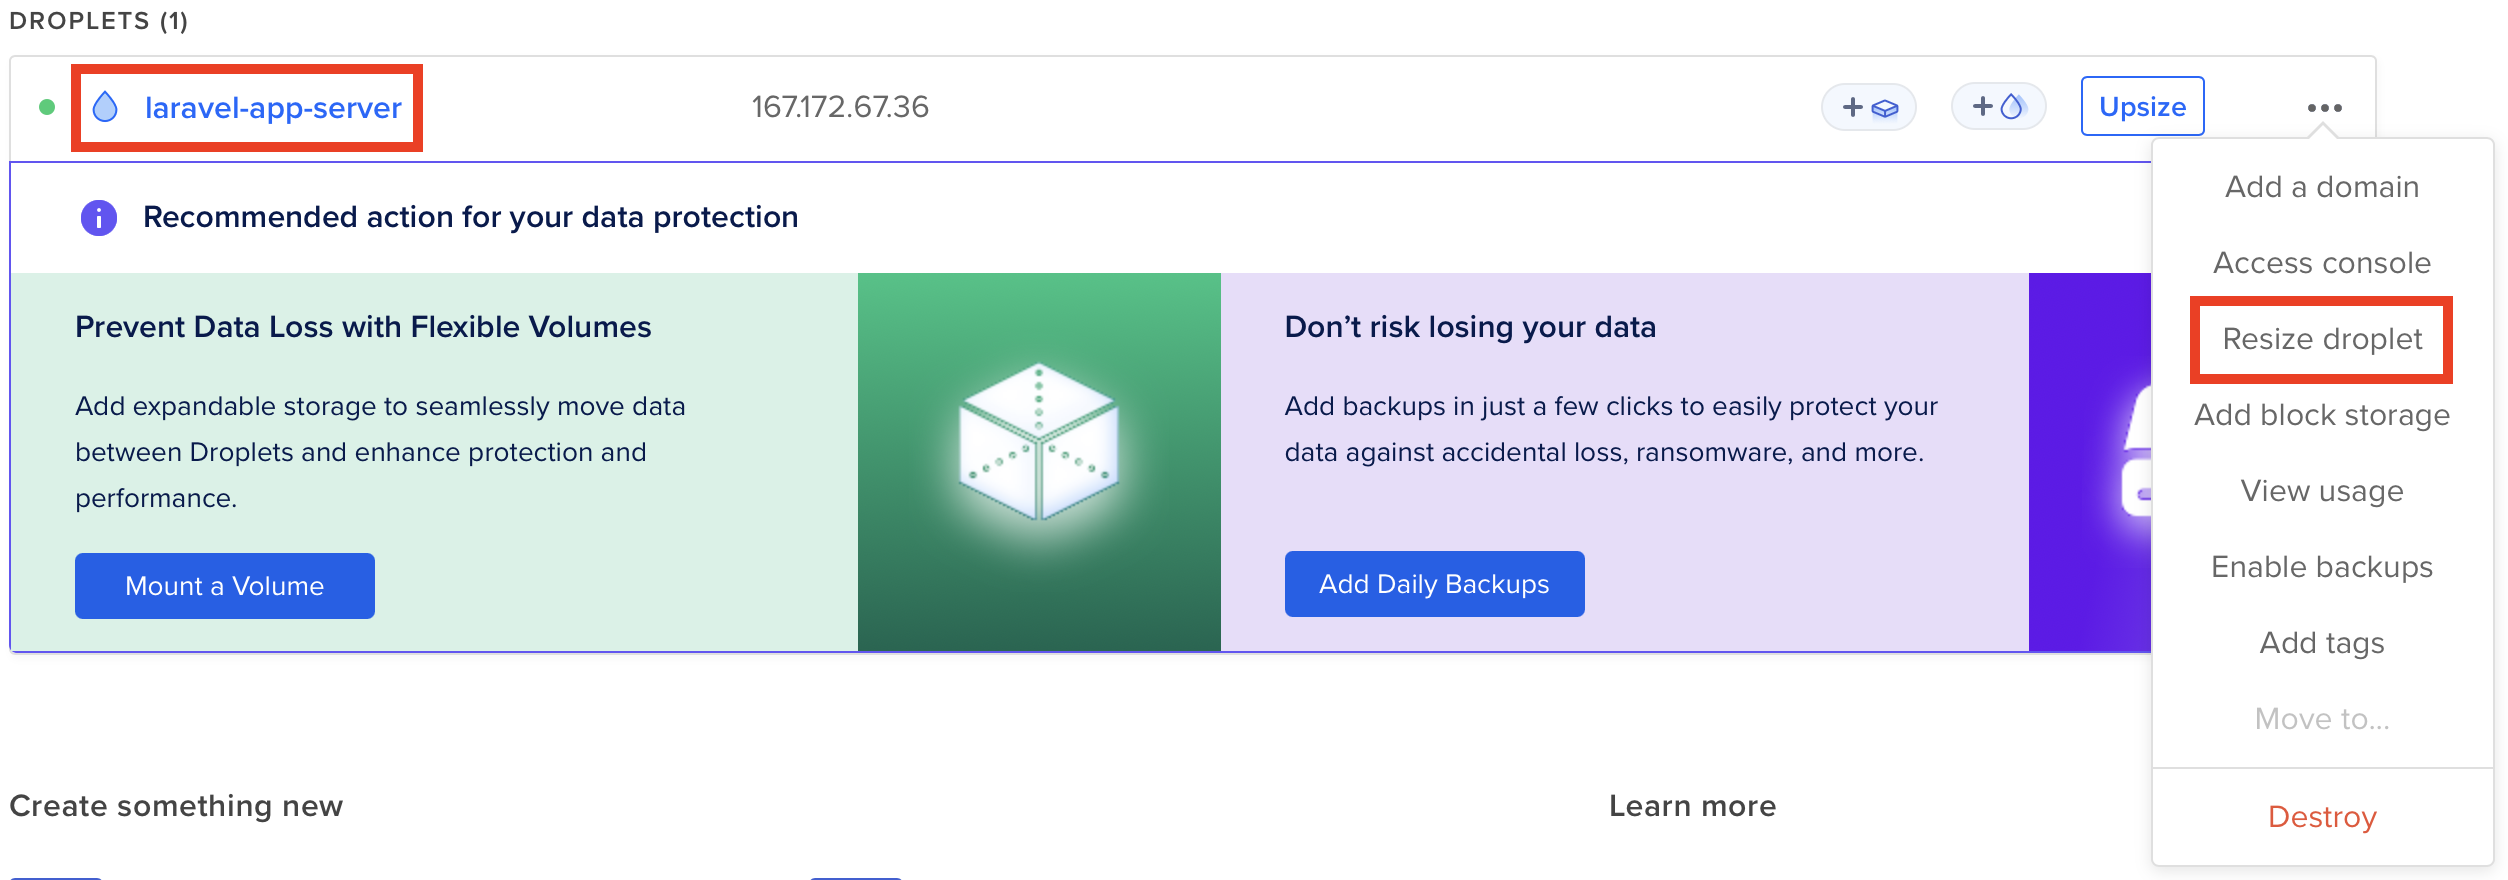 DROPLETS (1)
laravel-app-server
167.172.67.36
Upsize
Recommended action for your data protection
Prevent Data Loss with Flexible Volumes
Add expandable storage to seamlessly move data
between Droplets and enhance protection and
performance.
Mount a Volume
Don’t risk losing your data
Add backups in just a few clicks to easily protect your
data against accidental loss, ransomware, and more.
Add Daily Backups
Add a domain
Access console
Resize droplet
Add block storage
View usage
Enable backups
Add tags
Move to...
Destroy
Create something new
Learn more